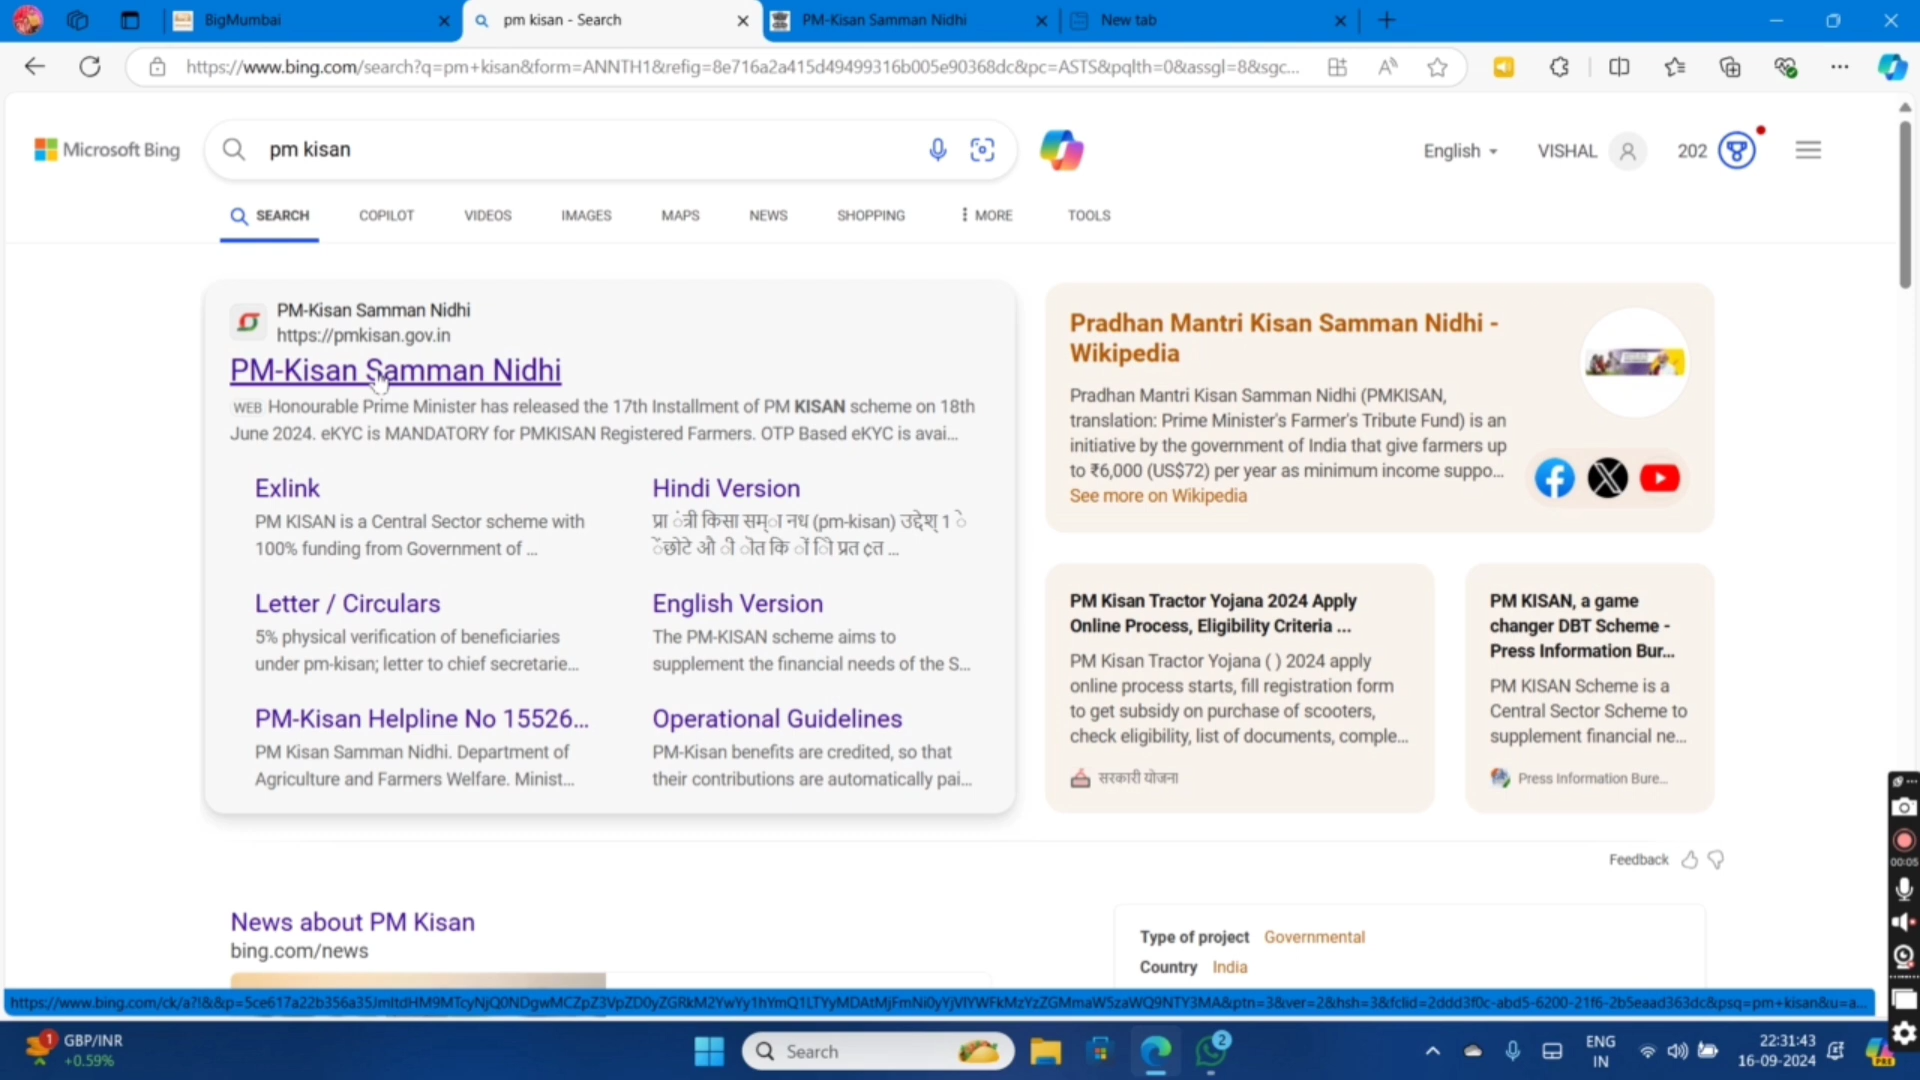 BigMumbai
pm kisan - Search
PM-Kisan Samman Nidhi
New tab
https://www.bing.com/search?q=pm+kisan&form=ANNTH1&refig=8e716a2a415d49499316b005e90368dc&pc=ASTS&pqlth=0&assgl=8&sgc...
Microsoft Bing
pm kisan
English
VISHAL
202
SEARCH
COPILOT
VIDEOS
IMAGES
MAPS
NEWS
SHOPPING
MORE
TOOLS
PM-Kisan Samman Nidhi
https://pmkisan.gov.in
PM-Kisan Samman Nidhi
WEB Honourable Prime Minister has released the 17th Installment of PM KISAN scheme on 18th
June 2024. eKYC is MANDATORY for PMKISAN Registered Farmers. OTP Based eKYC is avai...
Exlink
PM KISAN is a Central Sector scheme with
100% funding from Government of ...
Hindi Version
(pm-kisan)
Letter / Circulars
5% physical verification of beneficiaries
under pm-kisan; letter to chief secretarie...
English Version
The PM-KISAN scheme aims to
supplement the financial needs of the S...
PM-Kisan Helpline No 15526...
PM Kisan Samman Nidhi. Department of
Agriculture and Farmers Welfare. Minist...
Operational Guidelines
PM-Kisan benefits are credited, so that
their contributions are automatically pai...
Pradhan Mantri Kisan Samman Nidhi -
Wikipedia
Pradhan Mantri Kisan Samman Nidhi (PMKISAN,
translation: Prime Minister's Farmer's Tribute Fund) is an
initiative by the government of India that give farmers up
to ₹6,000 (US$72) per year as minimum income suppo...
See more on Wikipedia
PM Kisan Tractor Yojana 2024 Apply
Online Process, Eligibility Criteria ...
PM Kisan Tractor Yojana ( ) 2024 apply
online process starts, fill registration form
to get subsidy on purchase of scooters,
check eligibility, list of documents, comple...
सरकारी योजना
PM KISAN, a game
changer DBT Scheme -
Press Information Bur...
PM KISAN Scheme is a
Central Sector Scheme to
supplement financial ne...
Press Information Bure...
Feedback
News about PM Kisan
bing.com/news
Type of project Governmental
Country India
00:05
GBP/INR
+0.59%
1
Search
2
ENG
IN
22:31:43
16-09-2024